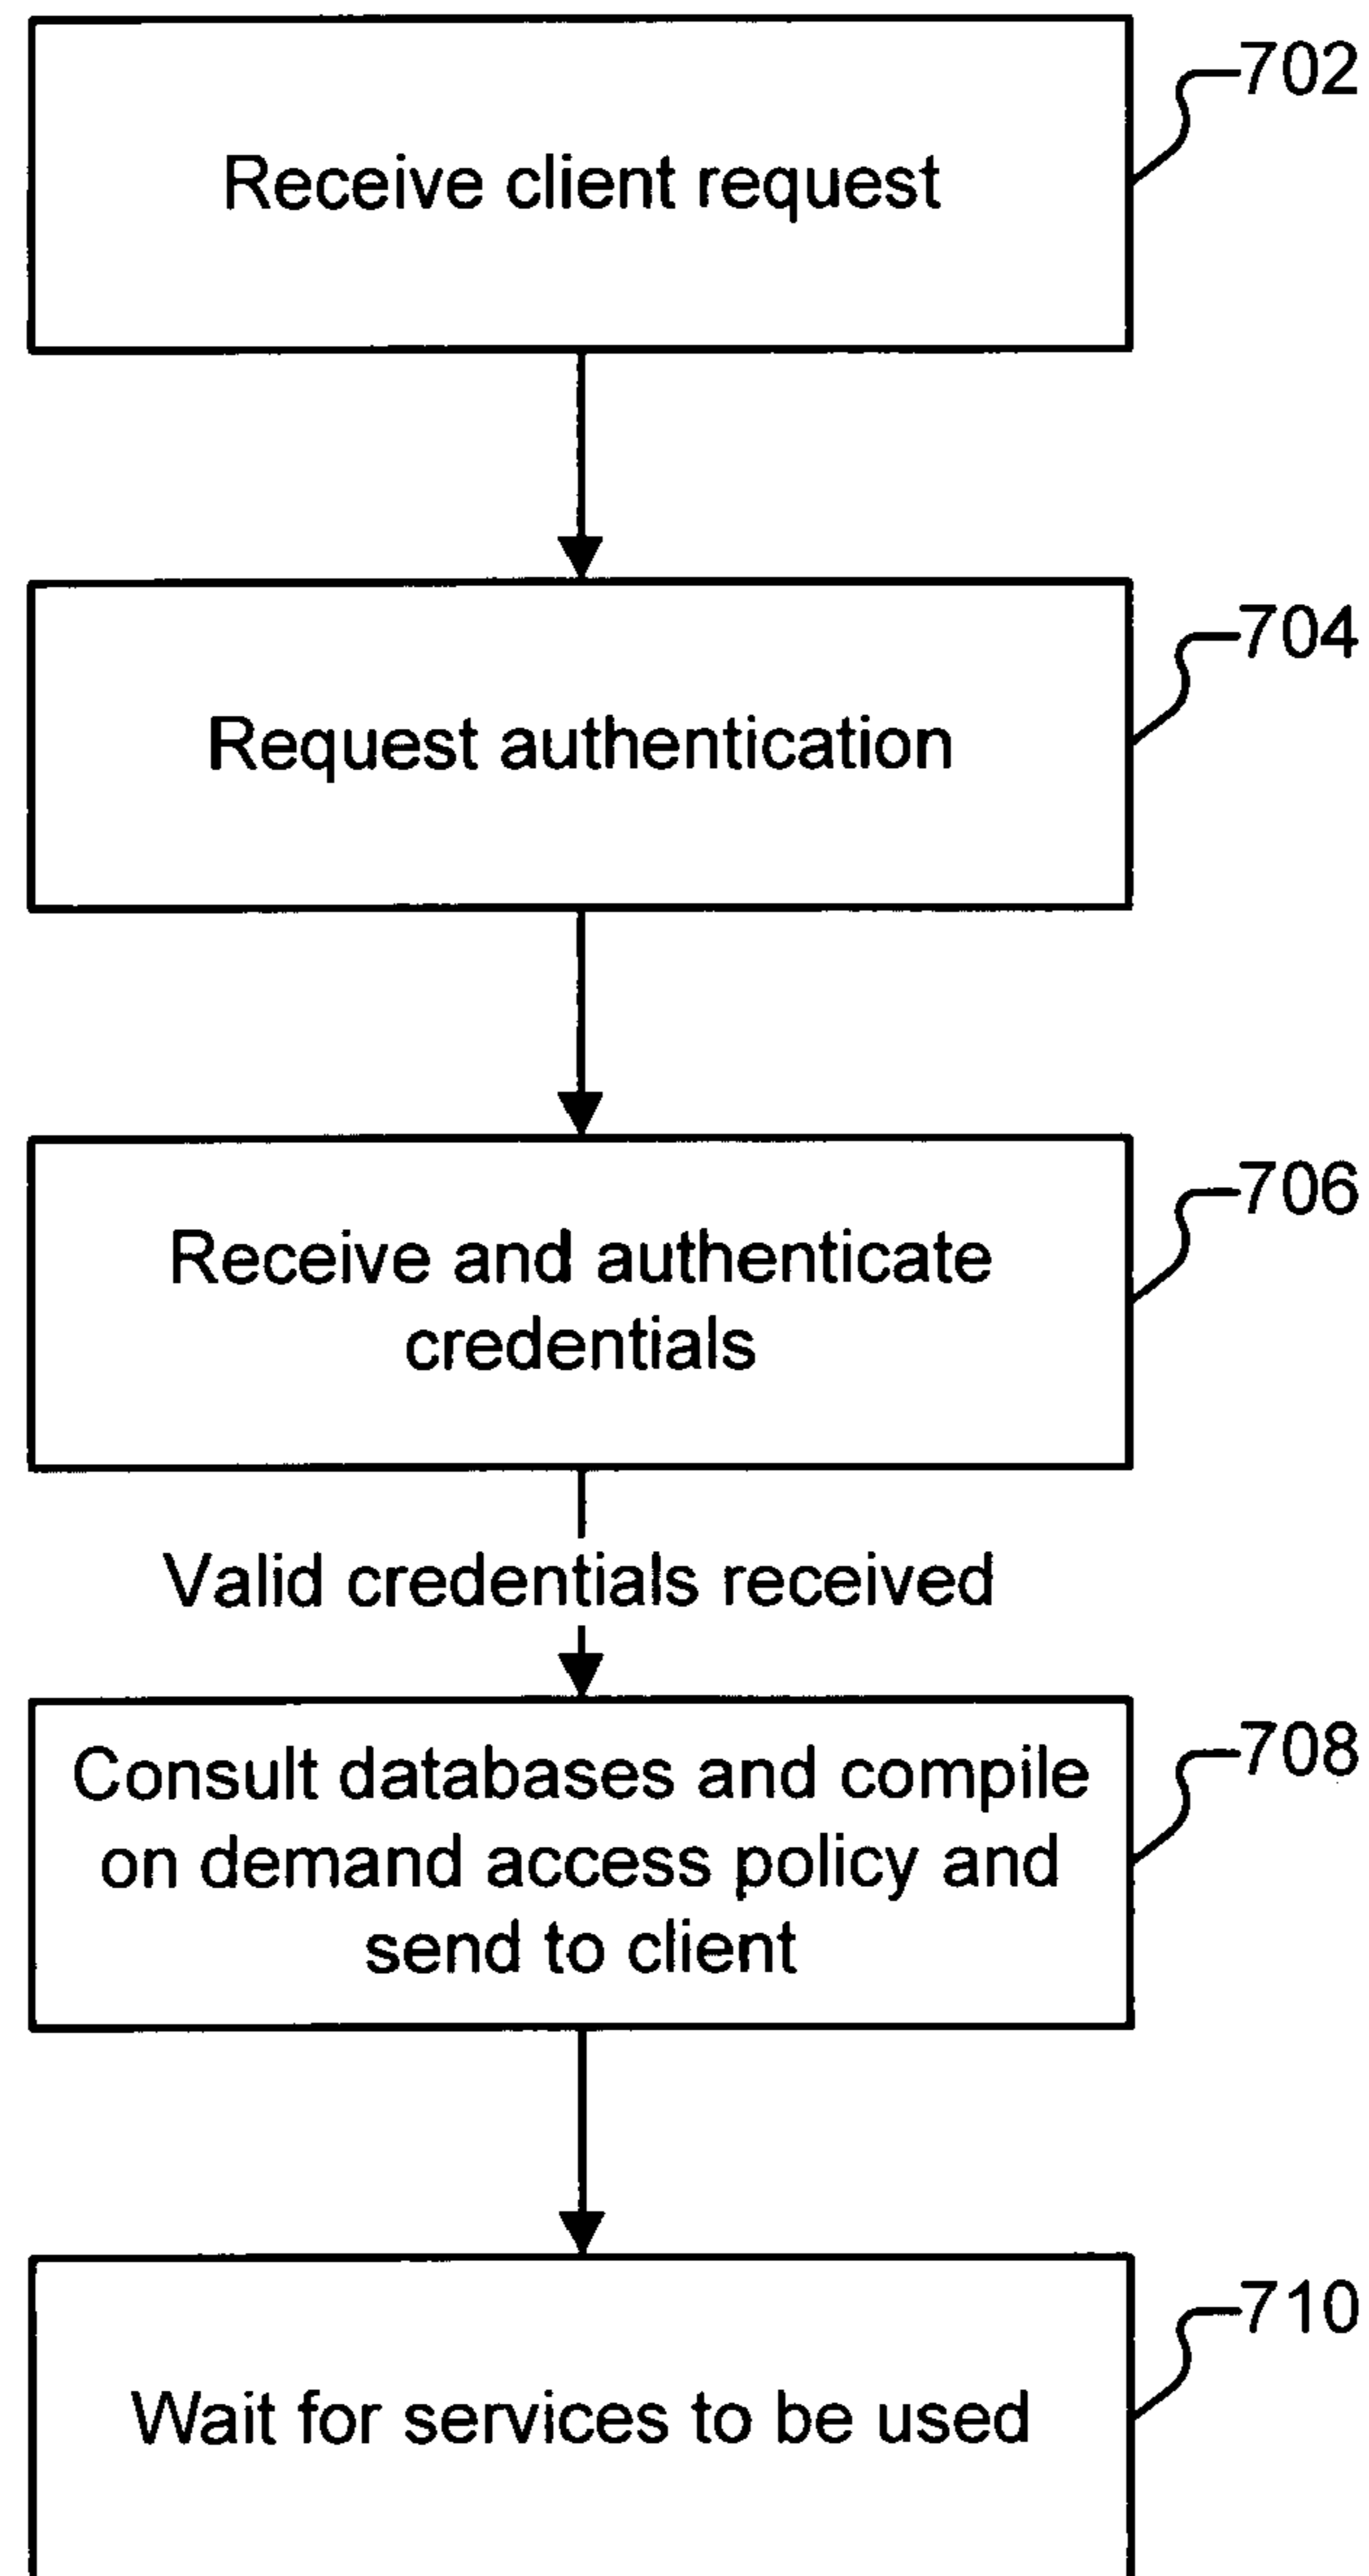 702
Receive client request
704
Request authentication
706
Receive and authenticate
credentials
Valid credentials received
708
Consult databases and compile
on demand access policy and
send to client
710
Wait for services to be used